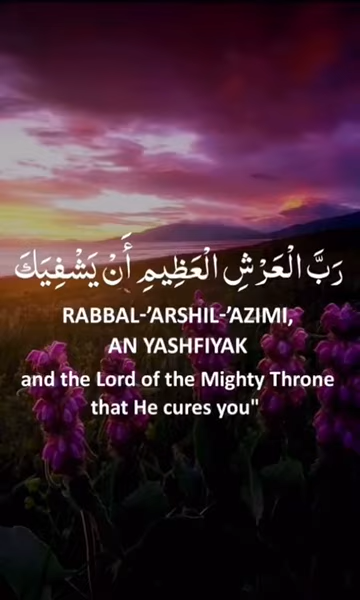 رَبَّ الْعَرْشِ الْعَظِيمِ أَنْ يَشْفِيَكَ
RABBAL-’ARSHIL-’AZIMI,
AN YASHFIYAK
and the Lord of the Mighty Throne
that He cures you"